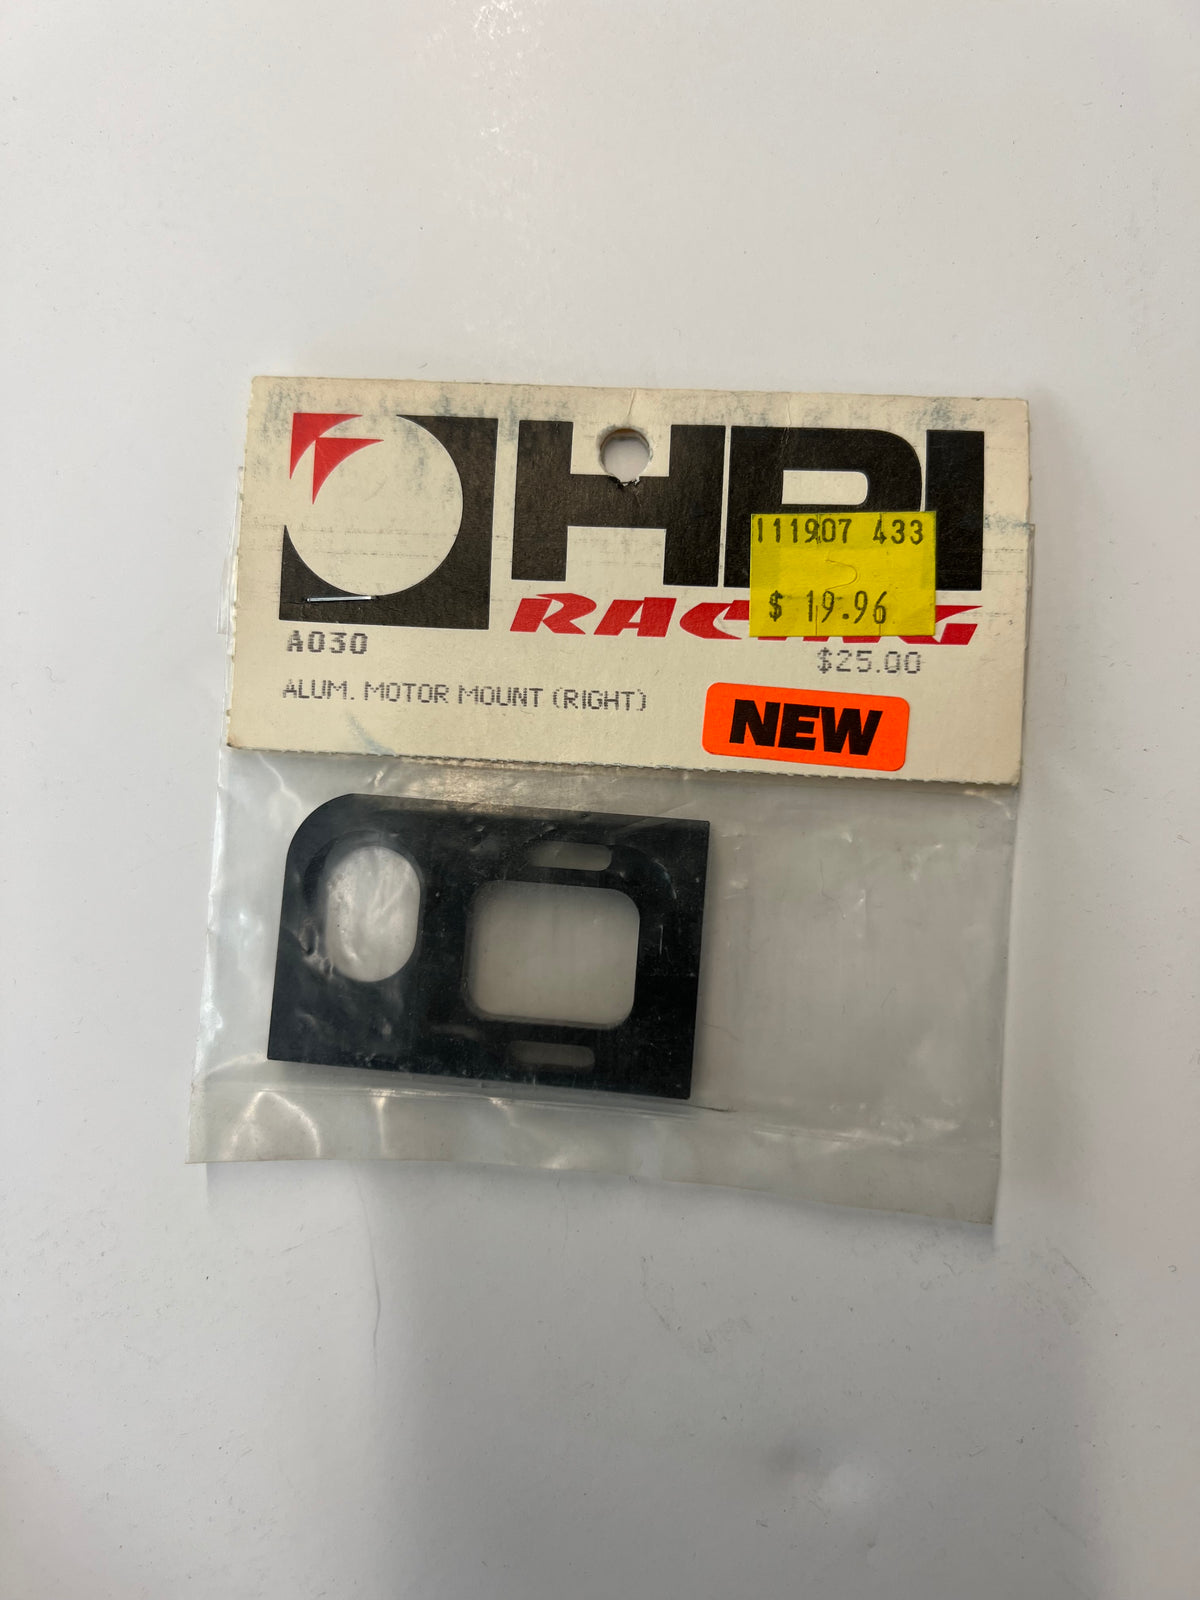 HPI
RACING
111907 433
$ 19.96
A030
$25.00
ALUM. MOTOR MOUNT (RIGHT)
NEW